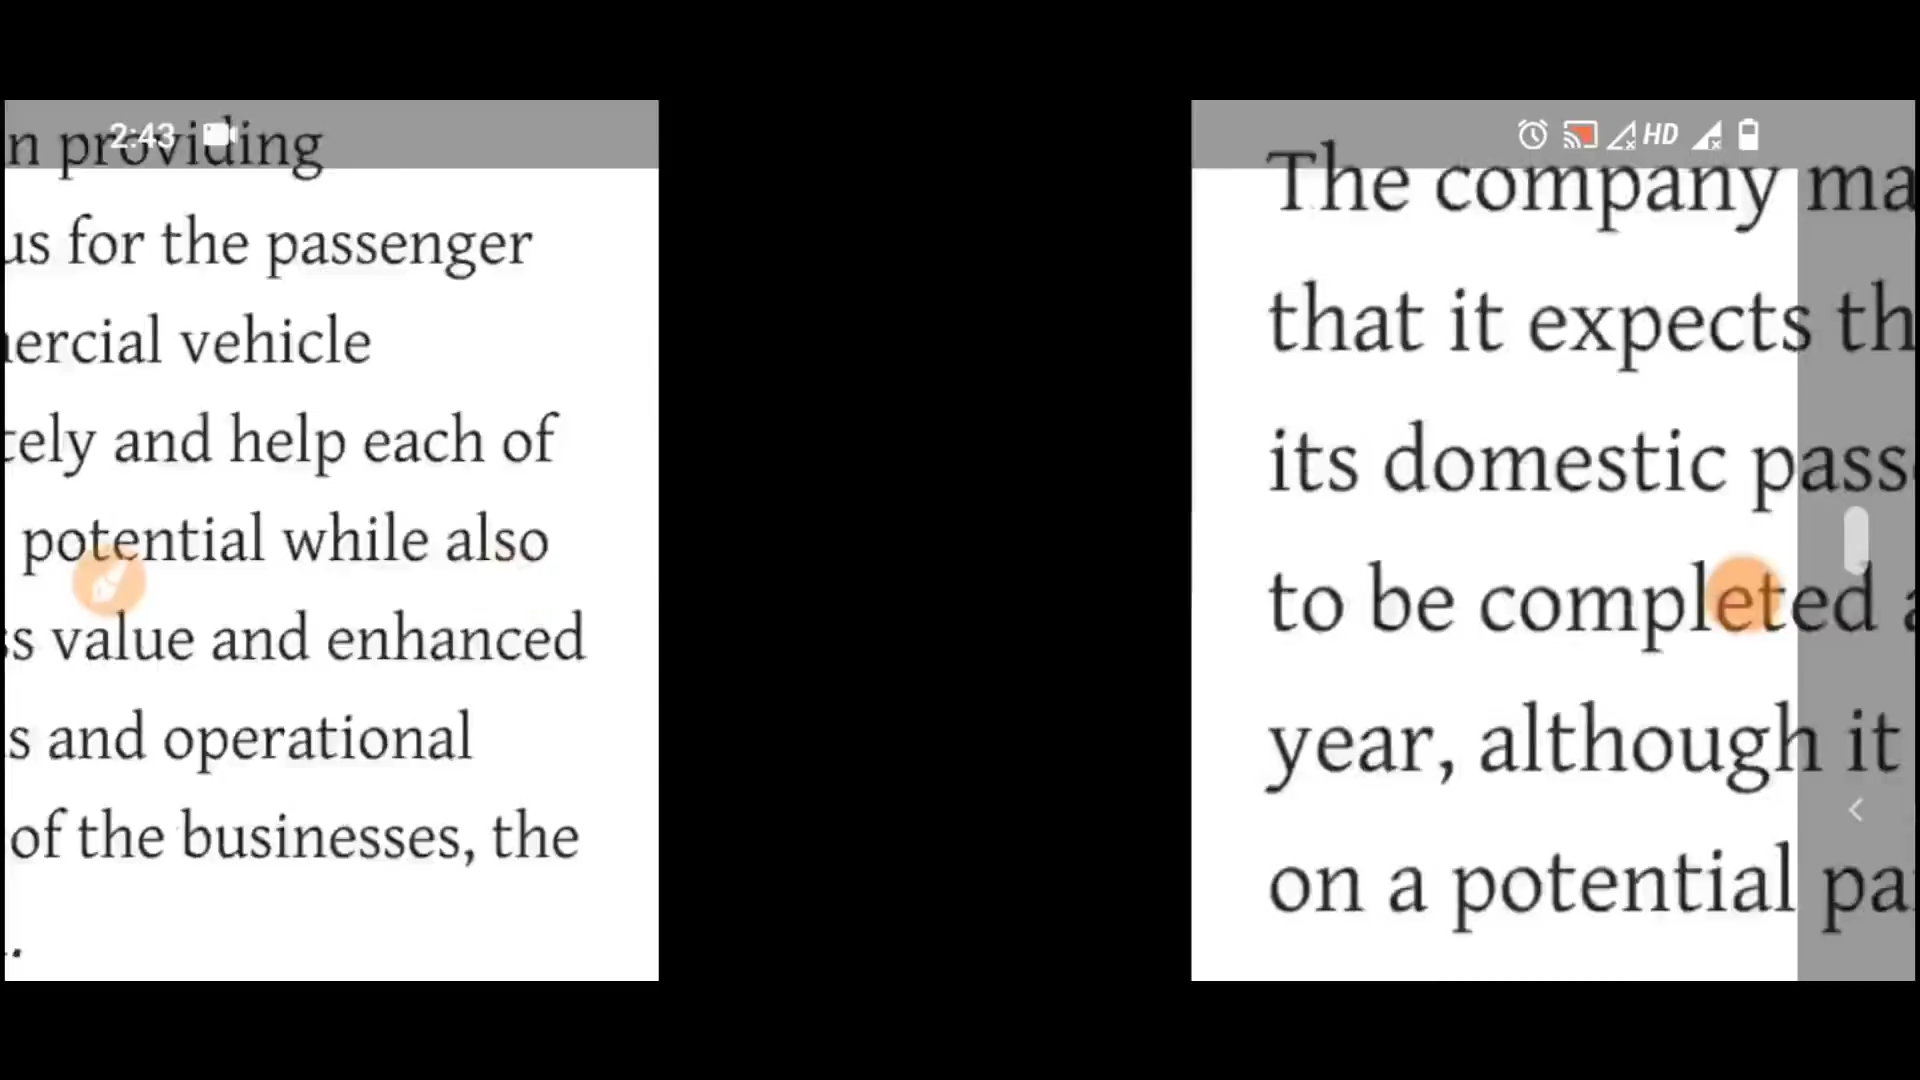 2:43
n providing
us for the passenger
ercial vehicle
tely and help each of
potential while also
s value and enhanced
s and operational
of the businesses, the
.
HD
The company ma
that it expects th
its domestic pass
to be completed a
year, although it
on a potential pa